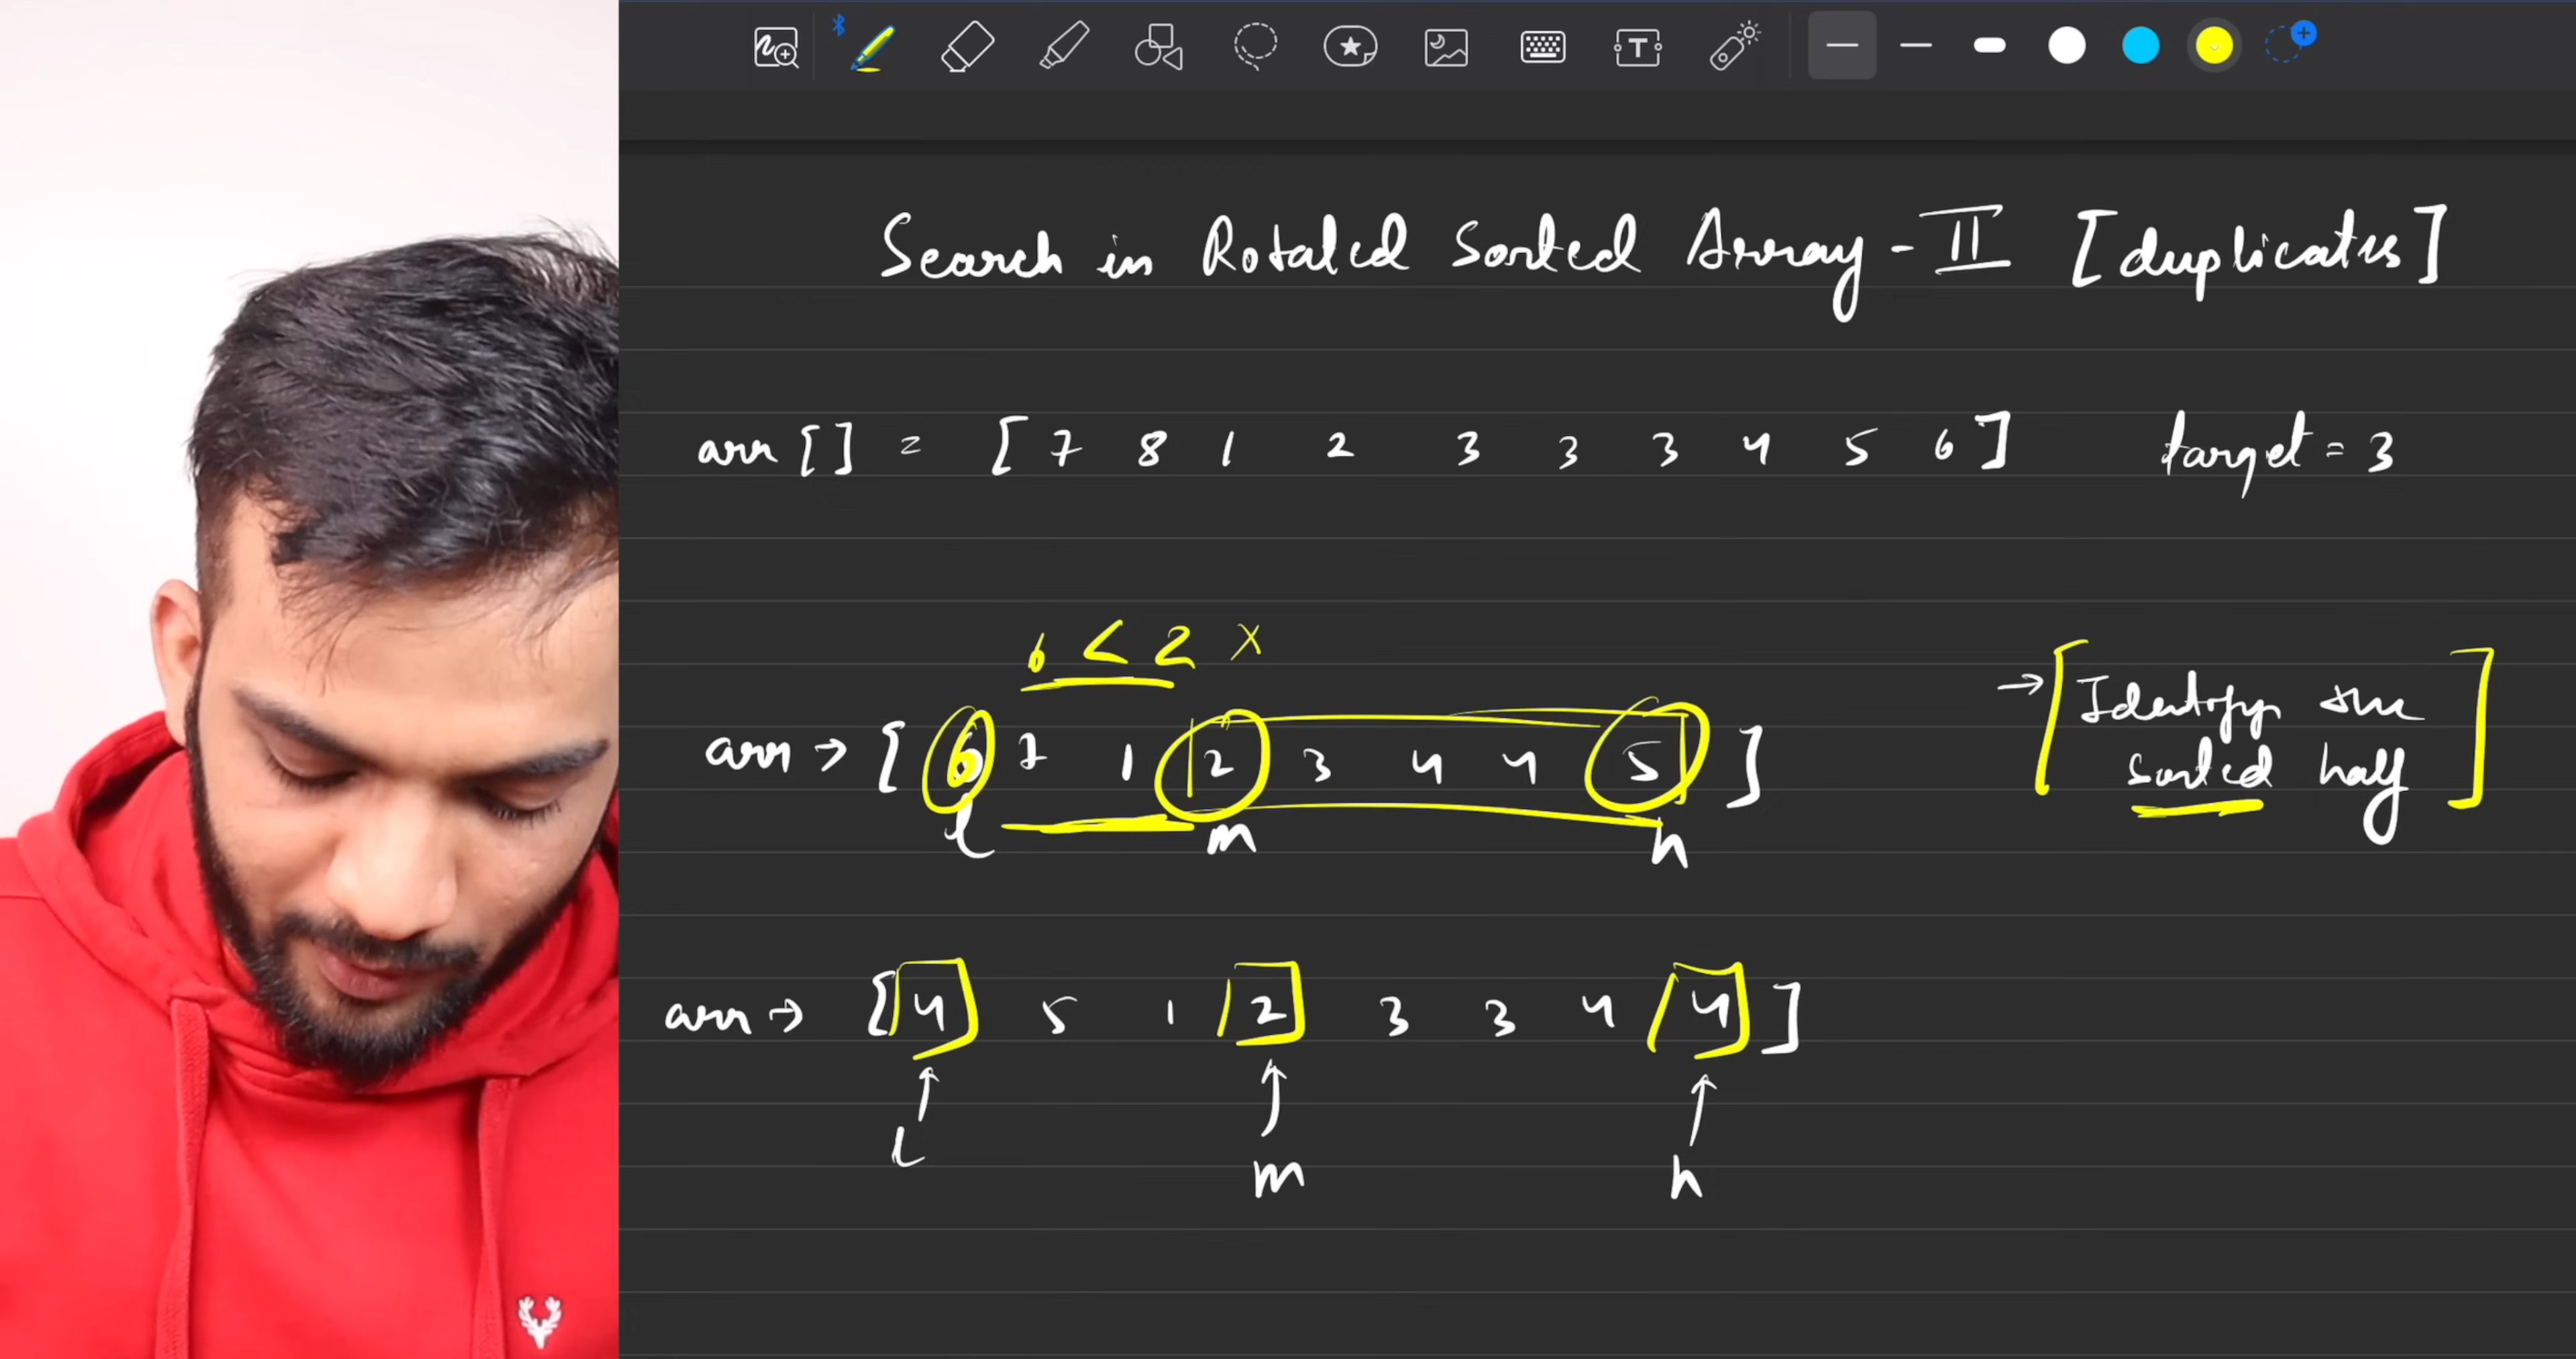 Search in Rotated Sorted Array - II [duplicates]
arr [] = [ 7 8 1 2 3 3 3 4 5 6 ] target = 3
6 < 2 ×
arr → [ 6 7 1 2 3 4 4 5 ]
l m h
→ [ Identify the
sorted half ]
arr → [ 4 5 1 2 3 3 4 4 ]
l m h